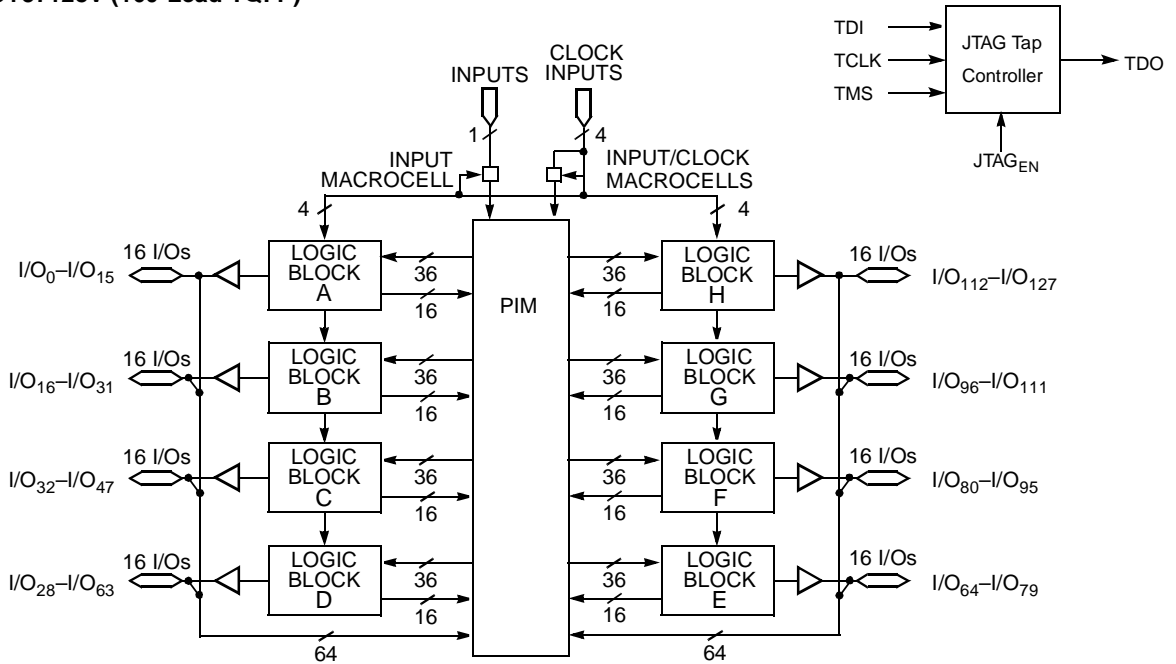 TDI
TCLK
TMS
JTAG Tap
Controller
TDO
JTAGEN
INPUTS
CLOCK
INPUTS
1
4
INPUT
MACROCELL
INPUT/CLOCK
MACROCELLS
4
4
PIM
I/O0–I/O15
16 I/Os
LOGIC
BLOCK
A
36
16
36
16
LOGIC
BLOCK
H
16 I/Os
I/O112–I/O127
I/O16–I/O31
16 I/Os
LOGIC
BLOCK
B
36
16
36
16
LOGIC
BLOCK
G
16 I/Os
I/O96–I/O111
I/O32–I/O47
16 I/Os
LOGIC
BLOCK
C
36
16
36
16
LOGIC
BLOCK
F
16 I/Os
I/O80–I/O95
I/O28–I/O63
16 I/Os
LOGIC
BLOCK
D
36
16
36
16
LOGIC
BLOCK
E
16 I/Os
I/O64–I/O79
64
64